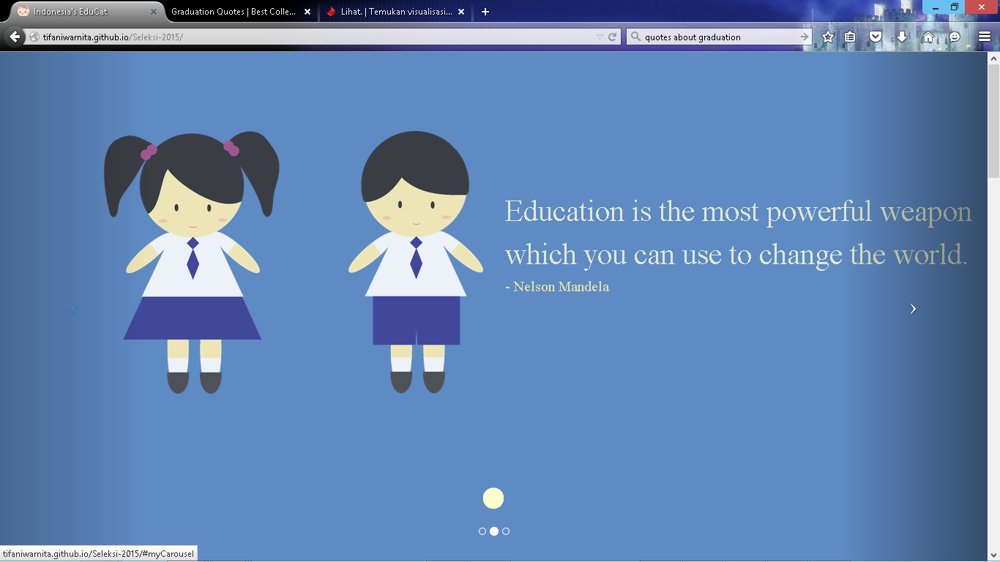 Indonesia's EduCat
Graduation Quotes | Best Colle...
Lihat. | Temukan visualisasi...
tifaniwarnita.github.io/Seleksi-2015/
quotes about graduation
Education is the most powerful weapon
which you can use to change the world.
- Nelson Mandela
tifaniwarnita.github.io/Seleksi-2015/#myCarousel